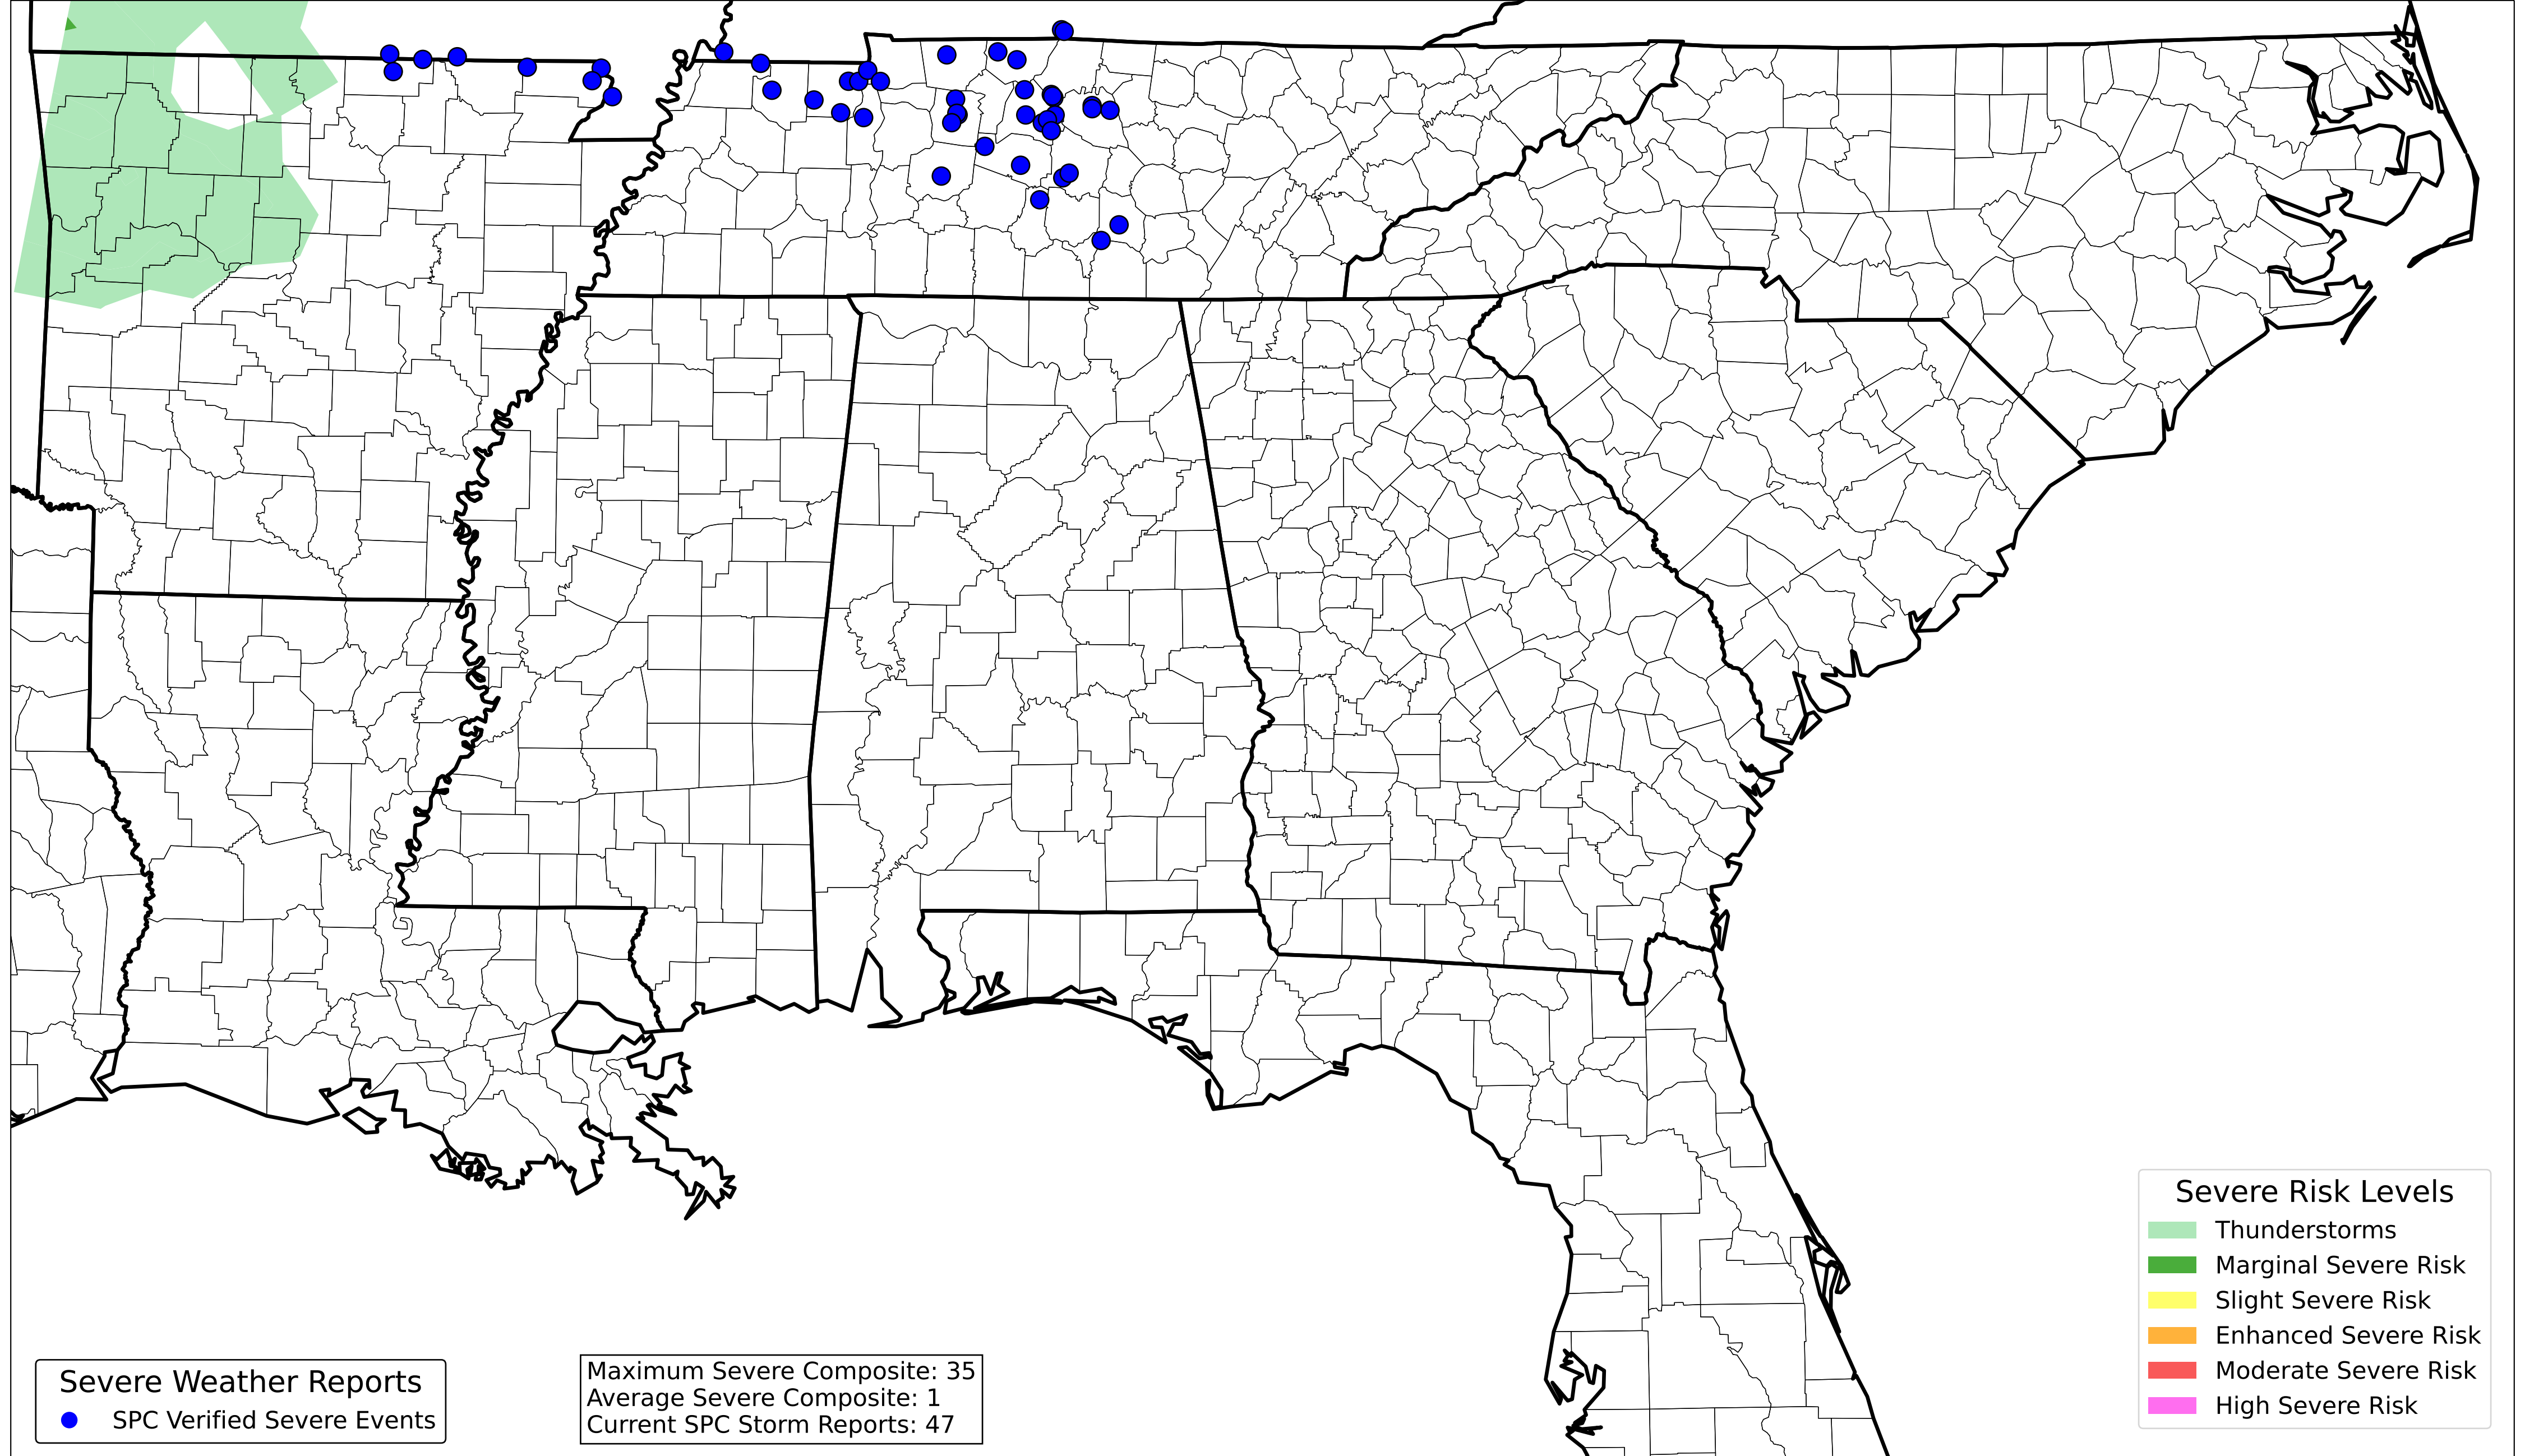 Severe Weather Reports
SPC Verified Severe Events
Maximum Severe Composite: 35
Average Severe Composite: 1
Current SPC Storm Reports: 47
Severe Risk Levels
Thunderstorms
Marginal Severe Risk
Slight Severe Risk
Enhanced Severe Risk
Moderate Severe Risk
High Severe Risk